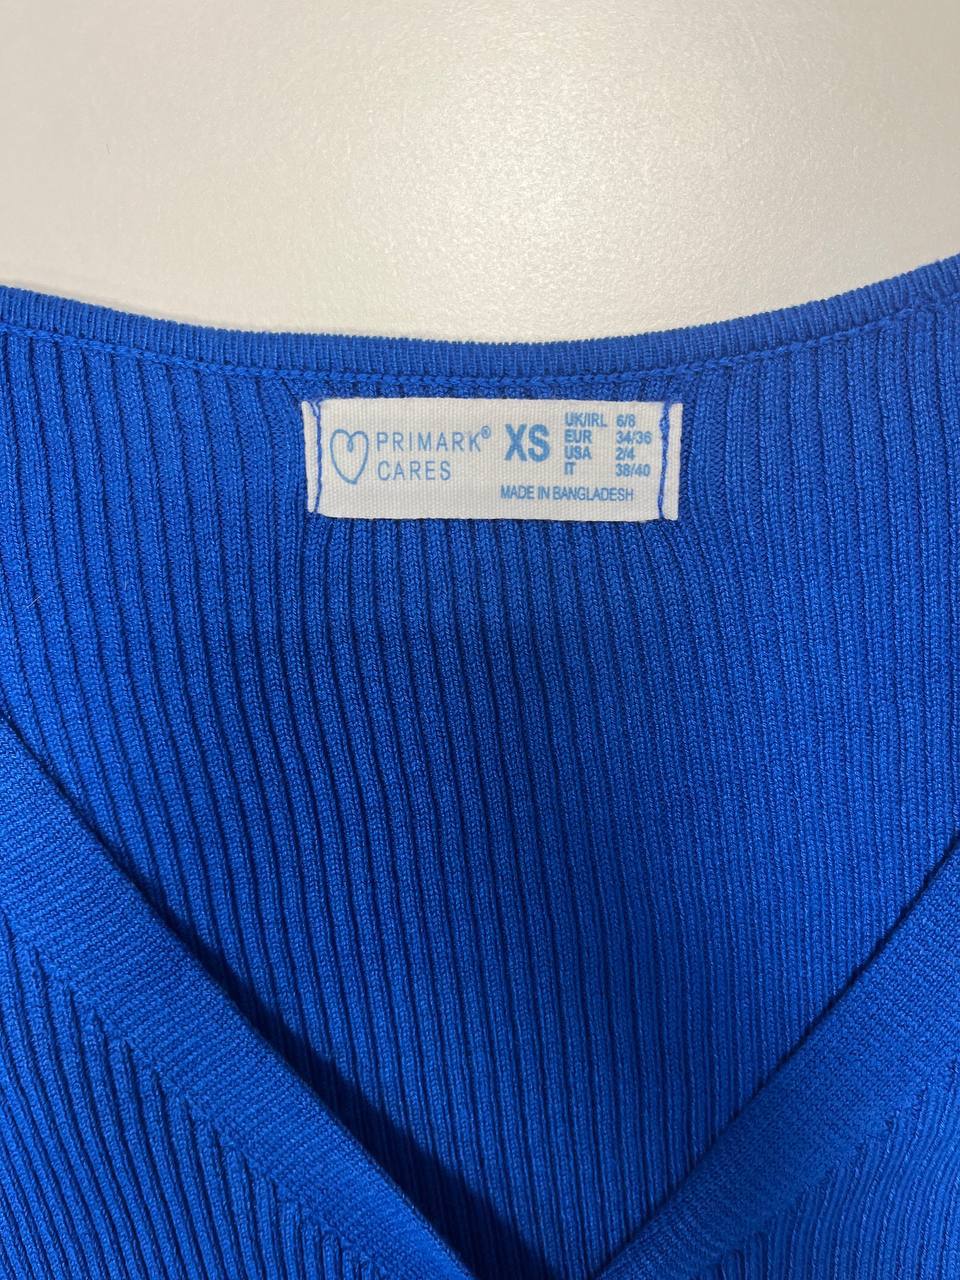 PRIMARK®
CARES
XS
UK/IRL 6/8
EUR 34/36
USA 2/4
IT 38/40
MADE IN BANGLADESH